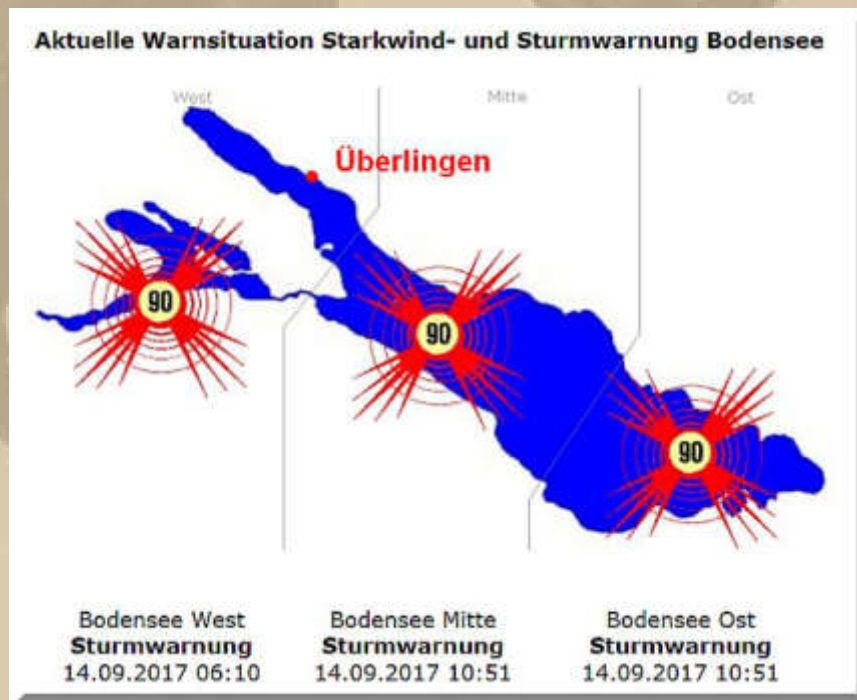 Aktuelle Warnsituation Starkwind- und Sturmwarnung Bodensee
West Mitte Ost
Überlingen
90
90
90
Bodensee West Bodensee Mitte Bodensee Ost
Sturmwarnung Sturmwarnung Sturmwarnung
14.09.2017 06:10 14.09.2017 10:51 14.09.2017 10:51